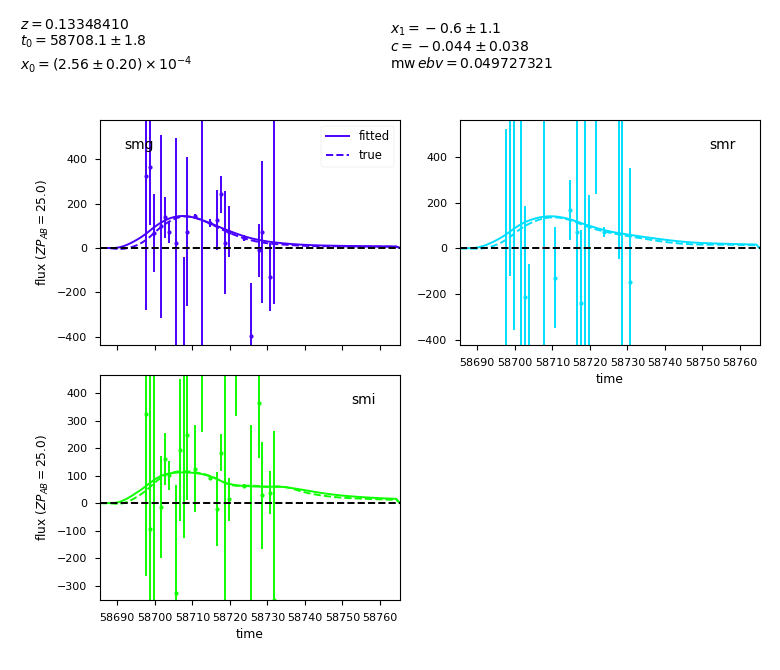 z = 0.13348410
t₀ = 58708.1 ± 1.8
x₀ = (2.56 ± 0.20) × 10⁻⁴
x₁ = −0.6 ± 1.1
c = −0.044 ± 0.038
mw ebv = 0.049727321
smg
fitted
true
400
200
0
−200
−400
flux (ZP_AB = 25.0)
smr
400
200
0
−200
−400
58690 58700 58710 58720 58730 58740 58750 58760
time
smi
400
300
200
100
0
−100
−200
−300
flux (ZP_AB = 25.0)
58690 58700 58710 58720 58730 58740 58750 58760
time